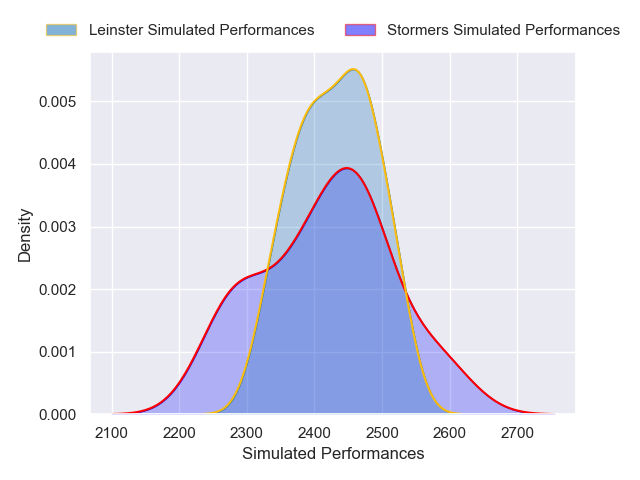 Leinster Simulated Performances Stormers Simulated Performances
0.005
0.004
0.003
0.002
0.001
0.000
Density
2100 2200 2300 2400 2500 2600 2700
Simulated Performances